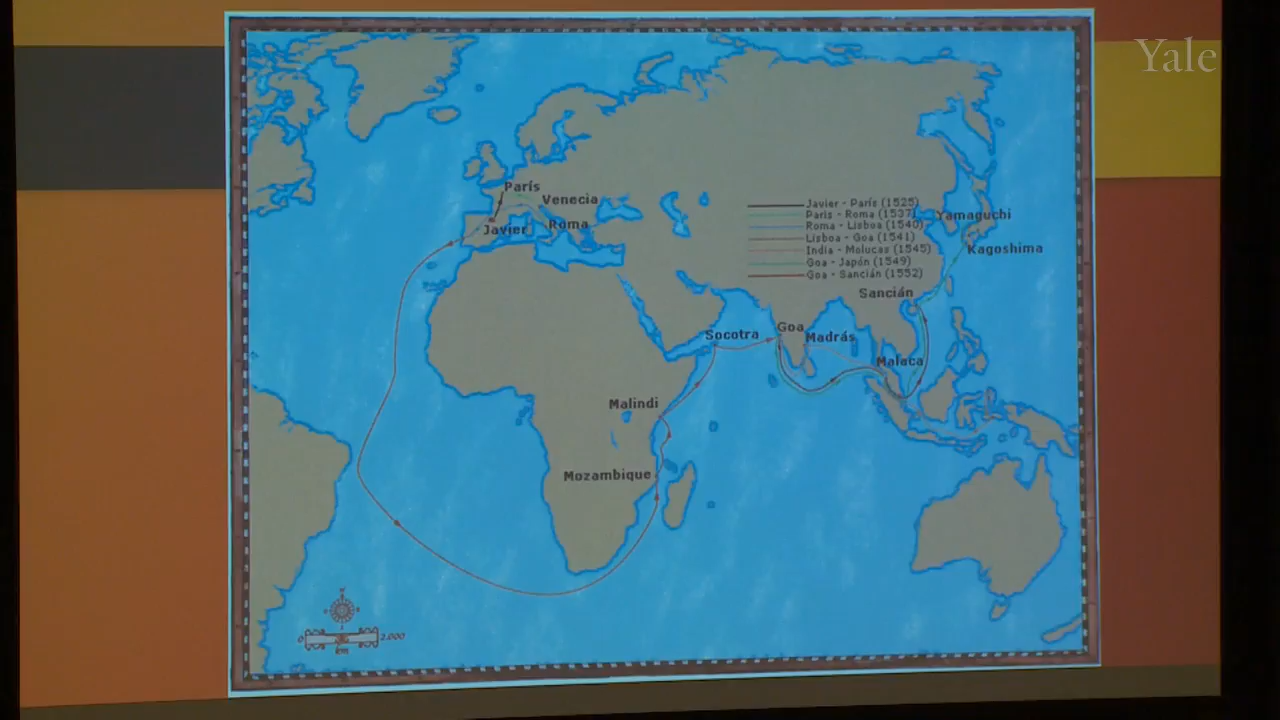 Yale
París
Venecia
Javier
Roma
Javier - París (1525)
París - Roma (1537)
Roma - Lisboa (1540)
Lisboa - Goa (1541)
India - Molucas (1545)
Goa - Japón (1549)
Goa - Sancián (1552)
Yamaguchi
Kagoshima
Sancián
Socotra
Goa
Madrás
Malaca
Malindi
Mozambique
0 2,000